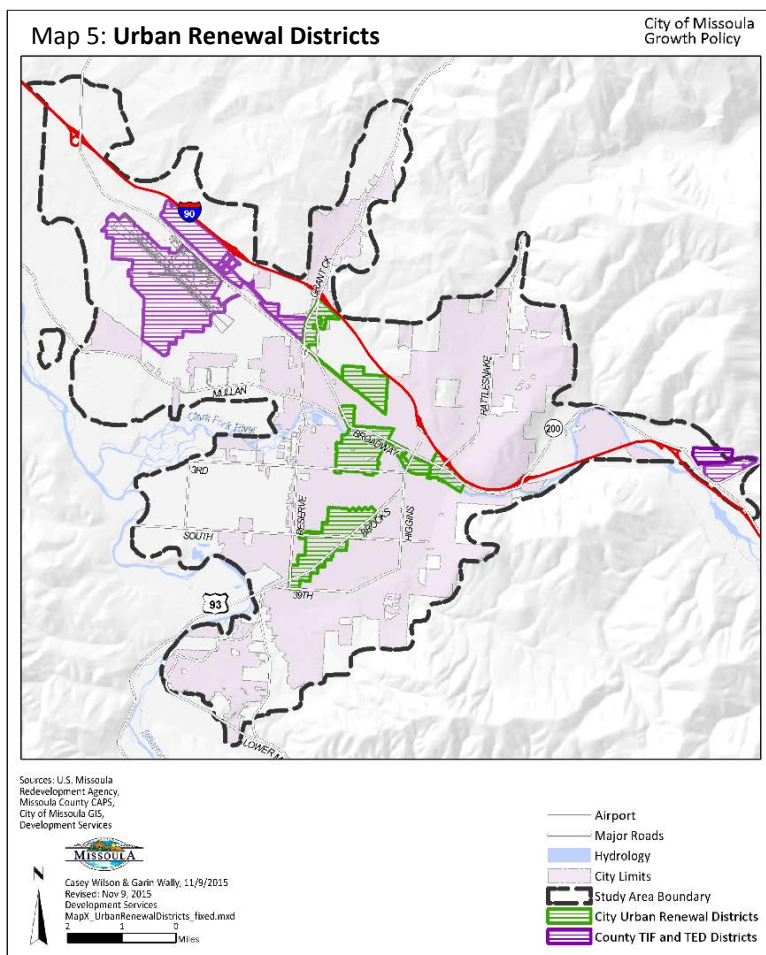 Map 5: Urban Renewal Districts
City of Missoula
Growth Policy
90
GRANT CK
RATTLESNAKE
MULLAN
Clark Fork River
BROADWAY
200
3RD
RESERVE
BROOKS
HIGGINS
SOUTH
39TH
93
LOWER
Sources: U.S. Missoula
Redevelopment Agency,
Missoula County CAPS,
City of Missoula GIS,
Development Services
MISSOULA
N
Casey Wilson & Garin Wally, 11/9/2015
Revised: Nov 9, 2015
Development Services
MapX_UrbanRenewalDistricts_fixed.mxd
2 1 0
Miles
Airport
Major Roads
Hydrology
City Limits
Study Area Boundary
City Urban Renewal Districts
County TIF and TED Districts